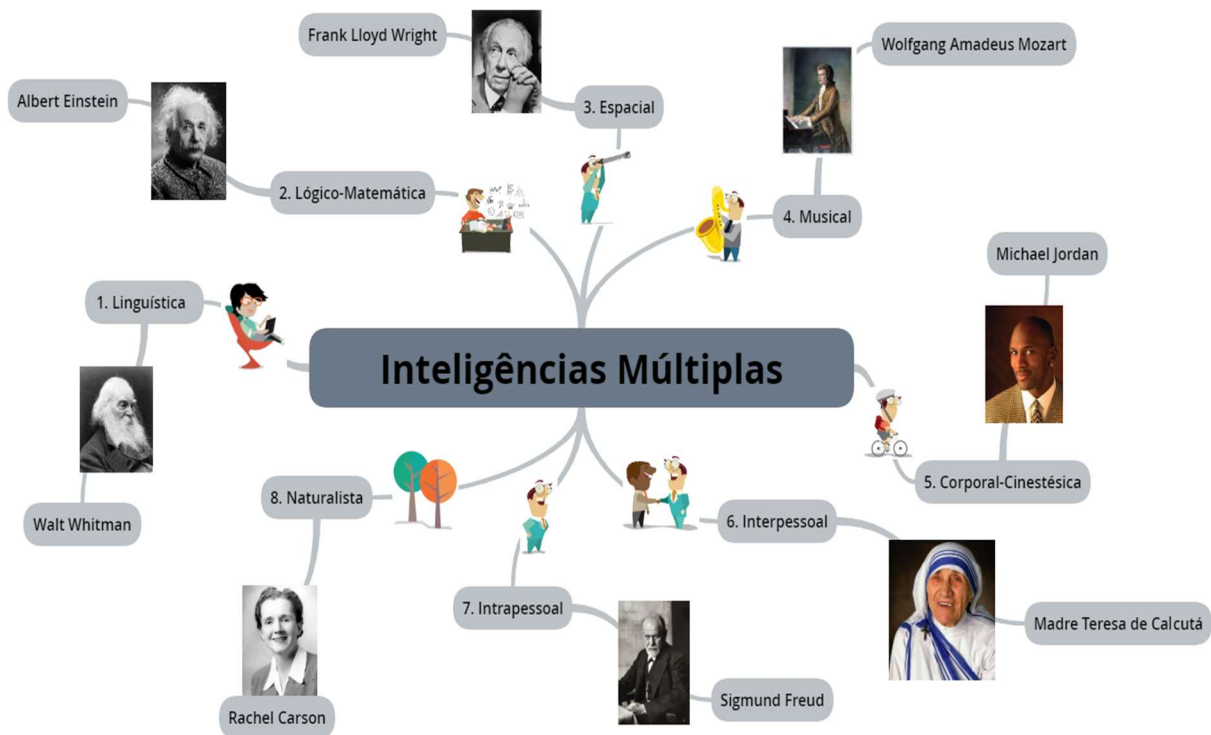 Frank Lloyd Wright
Wolfgang Amadeus Mozart
Albert Einstein
3. Espacial
2. Lógico-Matemática
4. Musical
Michael Jordan
1. Linguística
Inteligências Múltiplas
5. Corporal-Cinestésica
8. Naturalista
Walt Whitman
6. Interpessoal
7. Intrapessoal
Madre Teresa de Calcutá
Sigmund Freud
Rachel Carson